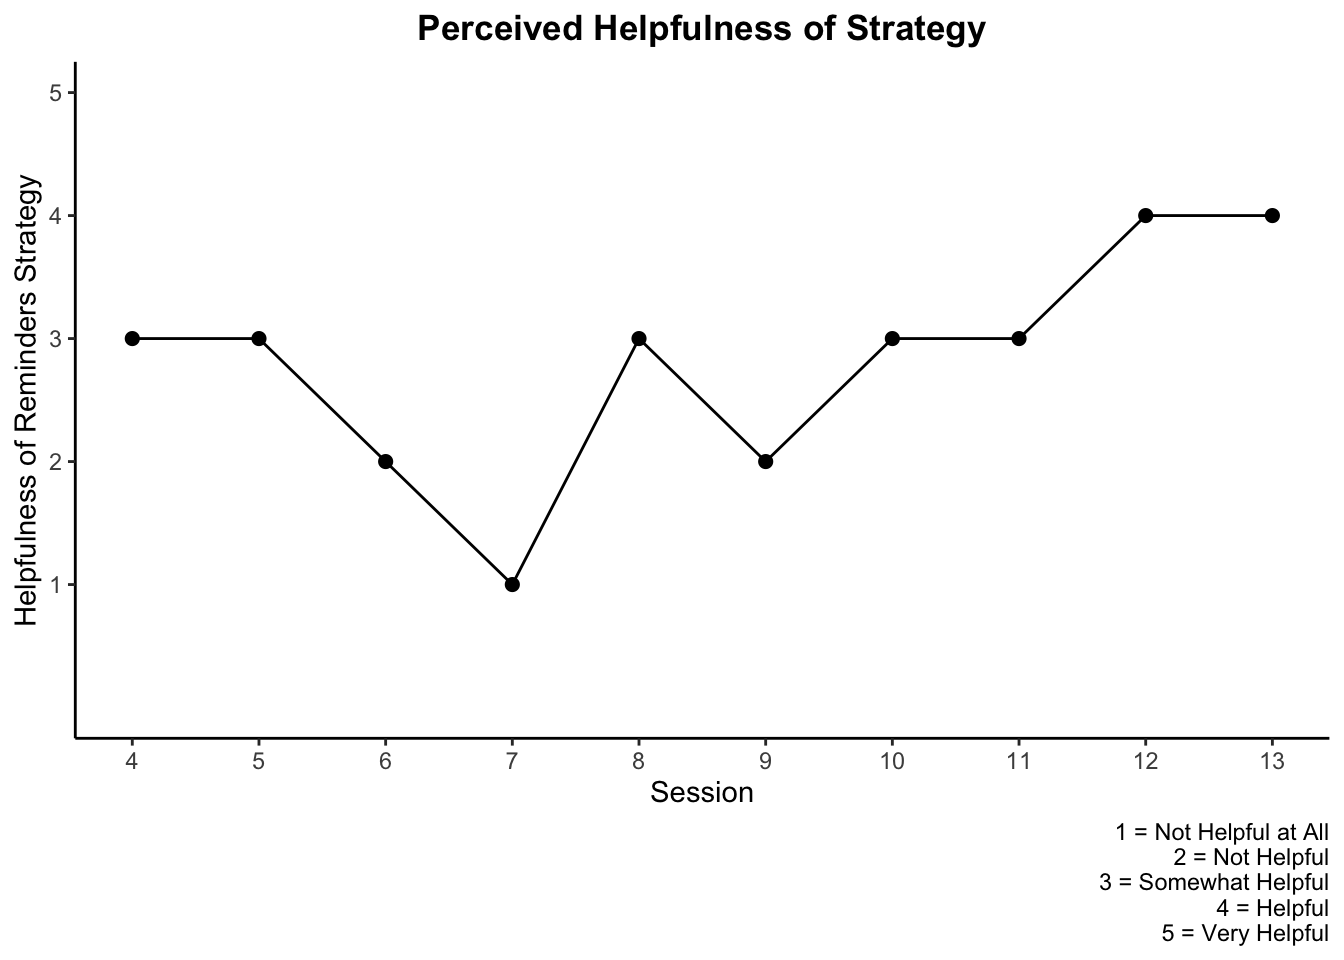 Perceived Helpfulness of Strategy
Helpfulness of Reminders Strategy
5
4
3
2
1
4 5 6 7 8 9 10 11 12 13
Session
1 = Not Helpful at All
2 = Not Helpful
3 = Somewhat Helpful
4 = Helpful
5 = Very Helpful